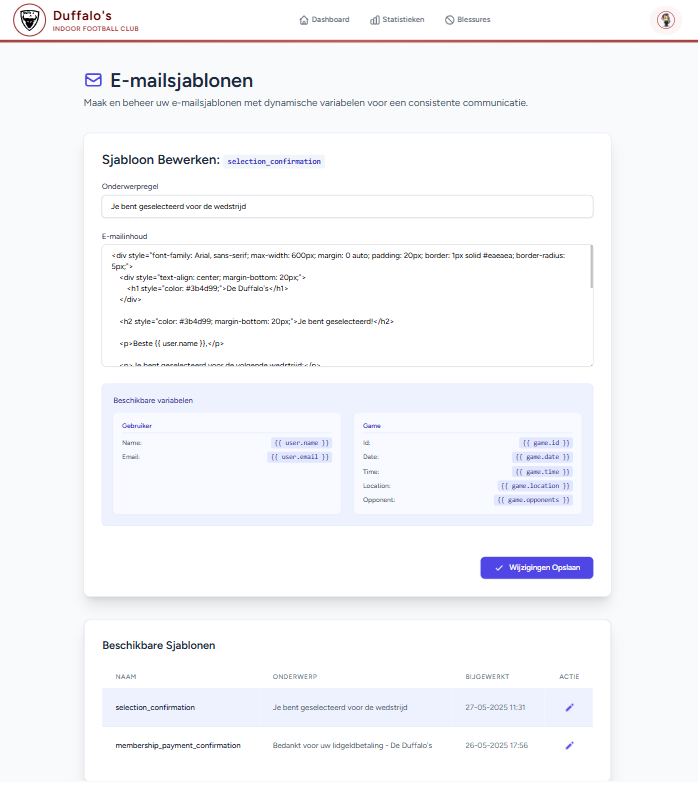 Duffalo's
INDOOR FOOTBALL CLUB
Dashboard
Statistieken
Blessures
E-mailsjablonen
Maak en beheer uw e-mailsjablonen met dynamische variabelen voor een consistente communicatie.
Sjabloon Bewerken: selection_confirmation
Onderwerpregel
Je bent geselecteerd voor de wedstrijd
E-mailinhoud
<div style="font-family: Arial, sans-serif; max-width: 600px; margin: 0 auto; padding: 20px; border: 1px solid #eaeaea; border-radius:
5px;">
<div style="text-align: center; margin-bottom: 20px;">
<h1 style="color: #3b4d99;">De Duffalo's</h1>
</div>
<h2 style="color: #3b4d99; margin-bottom: 20px;">Je bent geselecteerd!</h2>
<p>Beste {{ user.name }},</p>
<p>Je bent geselecteerd voor de volgende wedstrijd:</p>
Beschikbare variabelen
Gebruiker
Name: {{ user.name }}
Email: {{ user.email }}
Game
Id: {{ game.id }}
Date: {{ game.date }}
Time: {{ game.time }}
Location: {{ game.location }}
Opponent: {{ game.opponents }}
Wijzigingen Opslaan
Beschikbare Sjablonen
NAAM ONDERWERP BIJGEWERKT ACTIE
selection_confirmation Je bent geselecteerd voor de wedstrijd 27-05-2025 11:31
membership_payment_confirmation Bedankt voor uw lidgeldbetaling - De Duffalo's 26-05-2025 17:56